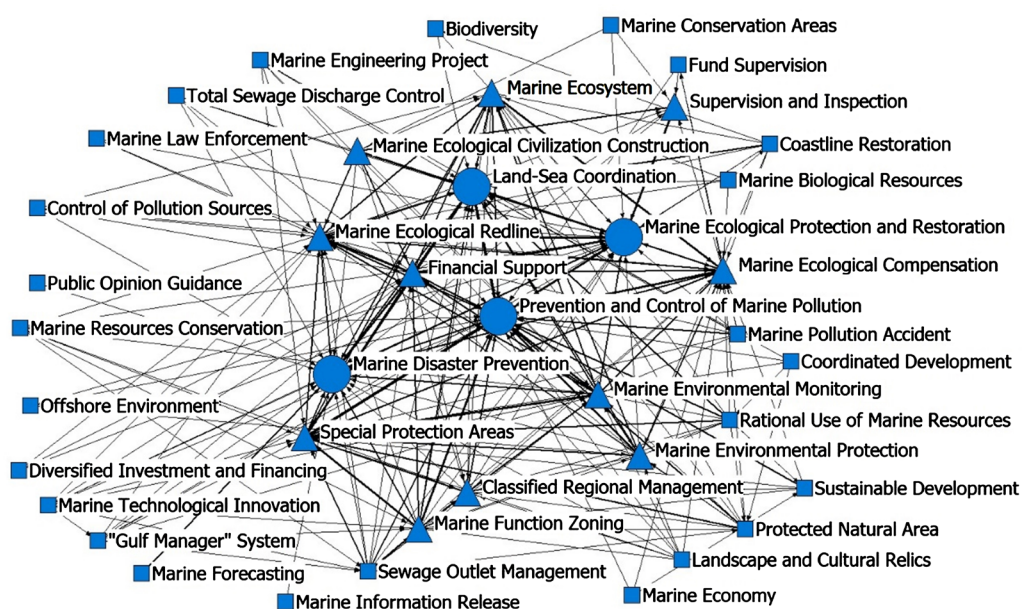 Biodiversity
Marine Conservation Areas
Marine Engineering Project
Fund Supervision
Marine Ecosystem
Total Sewage Discharge Control
Supervision and Inspection
Marine Law Enforcement
Marine Ecological Civilization Construction
Coastline Restoration
Land-Sea Coordination
Marine Biological Resources
Control of Pollution Sources
Marine Ecological Redline
Marine Ecological Protection and Restoration
Financial Support
Marine Ecological Compensation
Public Opinion Guidance
Prevention and Control of Marine Pollution
Marine Resources Conservation
Marine Pollution Accident
Marine Disaster Prevention
Coordinated Development
Marine Environmental Monitoring
Offshore Environment
Rational Use of Marine Resources
Special Protection Areas
Marine Environmental Protection
Diversified Investment and Financing
Classified Regional Management
Sustainable Development
Marine Technological Innovation
Marine Function Zoning
Protected Natural Area
"Gulf Manager" System
Landscape and Cultural Relics
Marine Forecasting
Sewage Outlet Management
Marine Information Release
Marine Economy